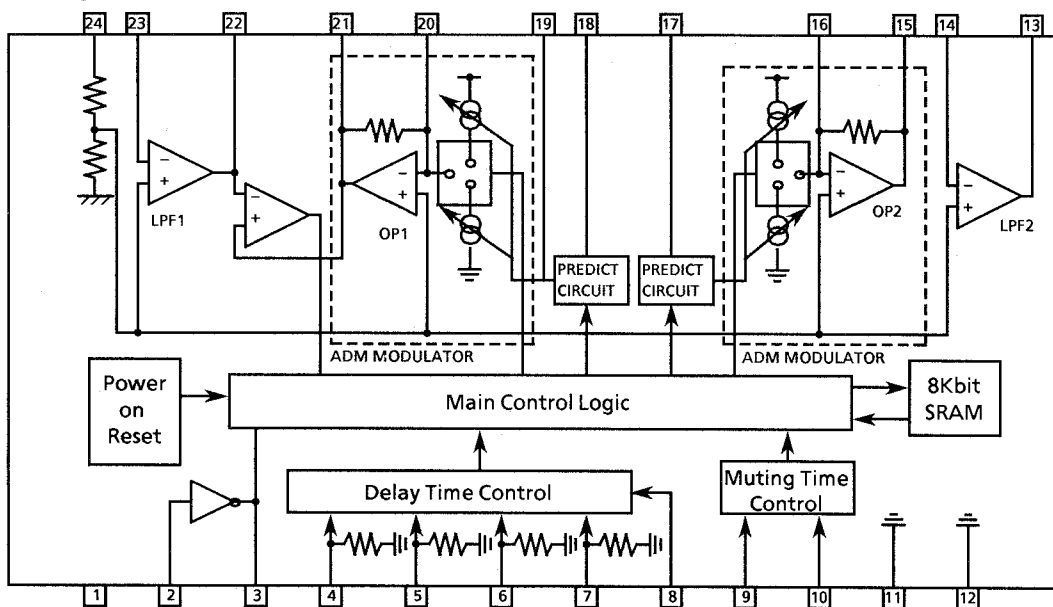 24 23 22 21 20 19 18 17 16 15 14 13
− + LPF1
− +
− + OP1
− + OP2
− + LPF2
PREDICT CIRCUIT
PREDICT CIRCUIT
ADM MODULATOR
ADM MODULATOR
Power on Reset
Main Control Logic
8Kbit SRAM
Delay Time Control
Muting Time Control
1 2 3 4 5 6 7 8 9 10 11 12